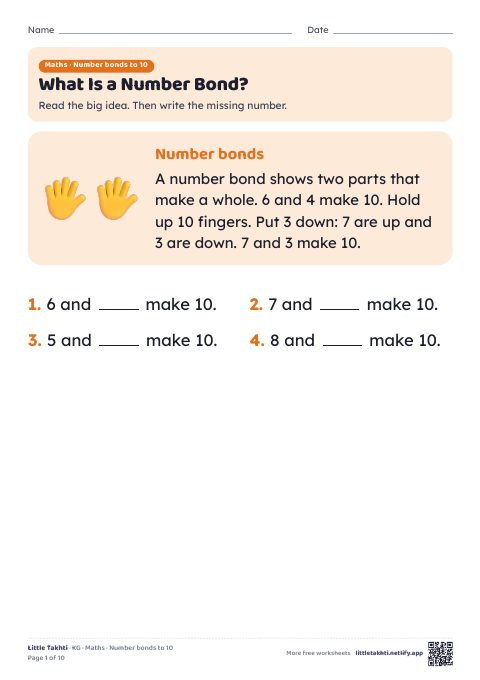 Name Date
Maths · Number bonds to 10
What Is a Number Bond?
Read the big idea. Then write the missing number.
Number bonds
A number bond shows two parts that
make a whole. 6 and 4 make 10. Hold
up 10 fingers. Put 3 down: 7 are up and
3 are down. 7 and 3 make 10.
1. 6 and ____ make 10. 2. 7 and ____ make 10.
3. 5 and ____ make 10. 4. 8 and ____ make 10.
Little Takhti · KG · Maths · Number bonds to 10
Page 1 of 10
More free worksheets littletakhti.netlify.app